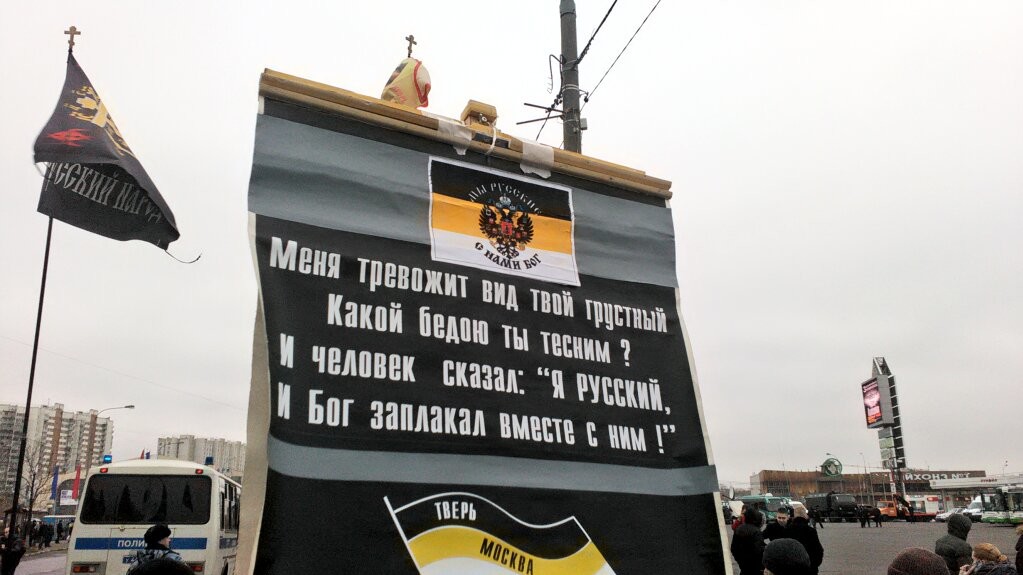 МЫ РУССКИЕ
С НАМИ БОГ
Меня тревожит вид твой грустный
Какой бедою ты тесним ?
И человек сказал: “Я РУССКИЙ,
И Бог заплакал вместе с ним !”
ТВЕРЬ
МОСКВА